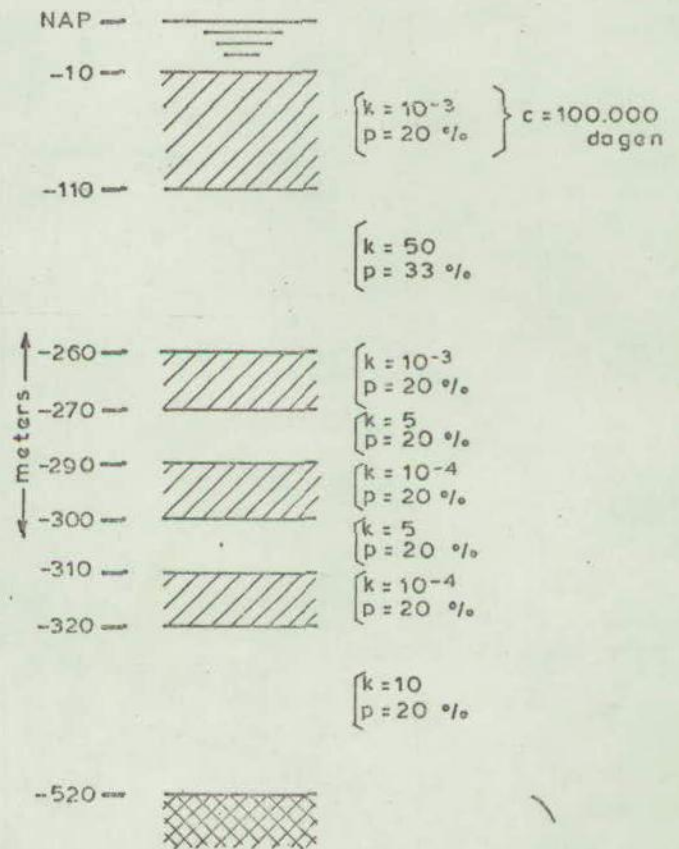 NAP
-10
k = 10-3
p = 20 %
c = 100.000
dagen
-110
k = 50
p = 33 %
meters
-260
k = 10-3
p = 20 %
-270
k = 5
p = 20 %
-290
k = 10-4
p = 20 %
-300
k = 5
p = 20 %
-310
k = 10-4
p = 20 %
-320
k = 10
p = 20 %
-520